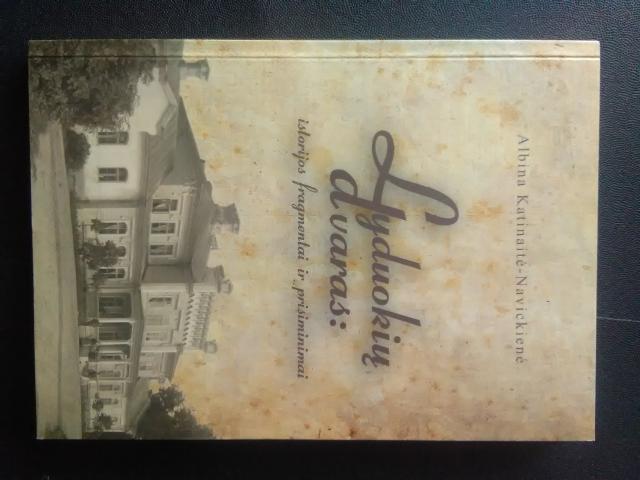 Albina Katinaitė-Navickienė
Lyduokių
dvaras:
istorijos fragmentai ir prisiminimai